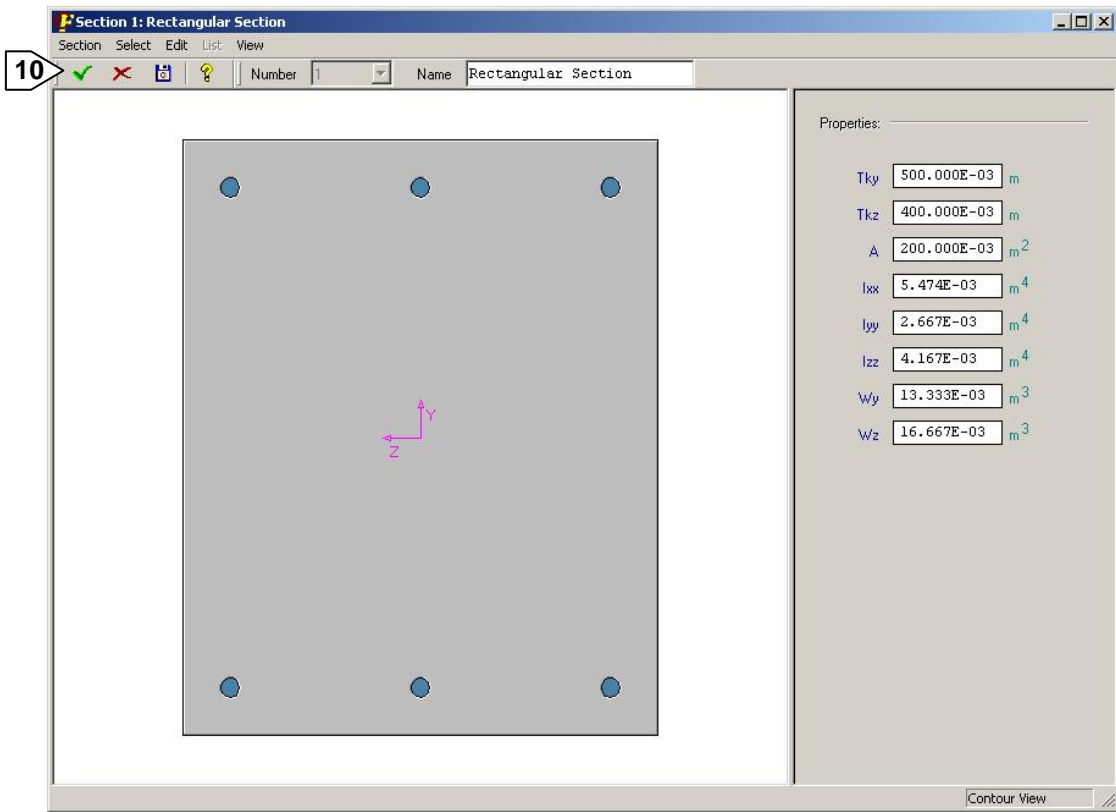 Section 1: Rectangular Section
Section Select Edit List View
10
Number 1 Name Rectangular Section
Properties:
Tky 500.000E-03 m
Tkz 400.000E-03 m
A 200.000E-03 m2
Ixx 5.474E-03 m4
Iyy 2.667E-03 m4
Izz 4.167E-03 m4
Wy 13.333E-03 m3
Wz 16.667E-03 m3
Y
Z
Contour View